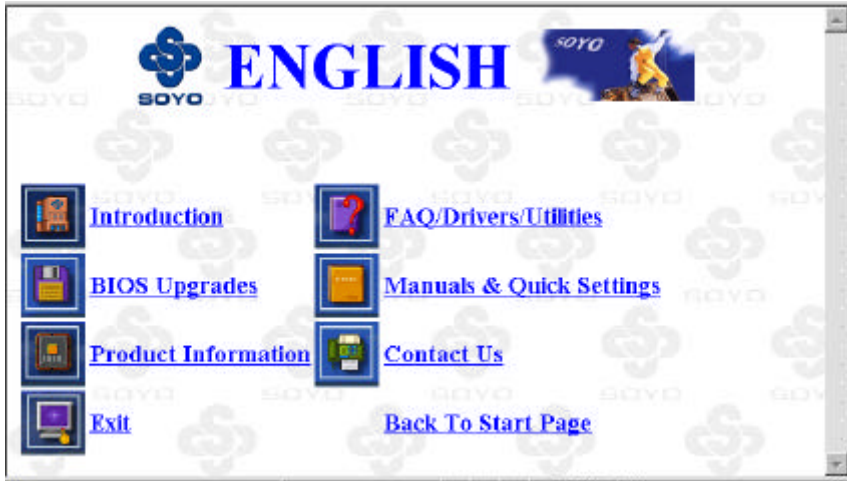 SOYO ENGLISH SOYO
Introduction FAQ/Drivers/Utilities
BIOS Upgrades Manuals & Quick Settings
Product Information Contact Us
Exit Back To Start Page